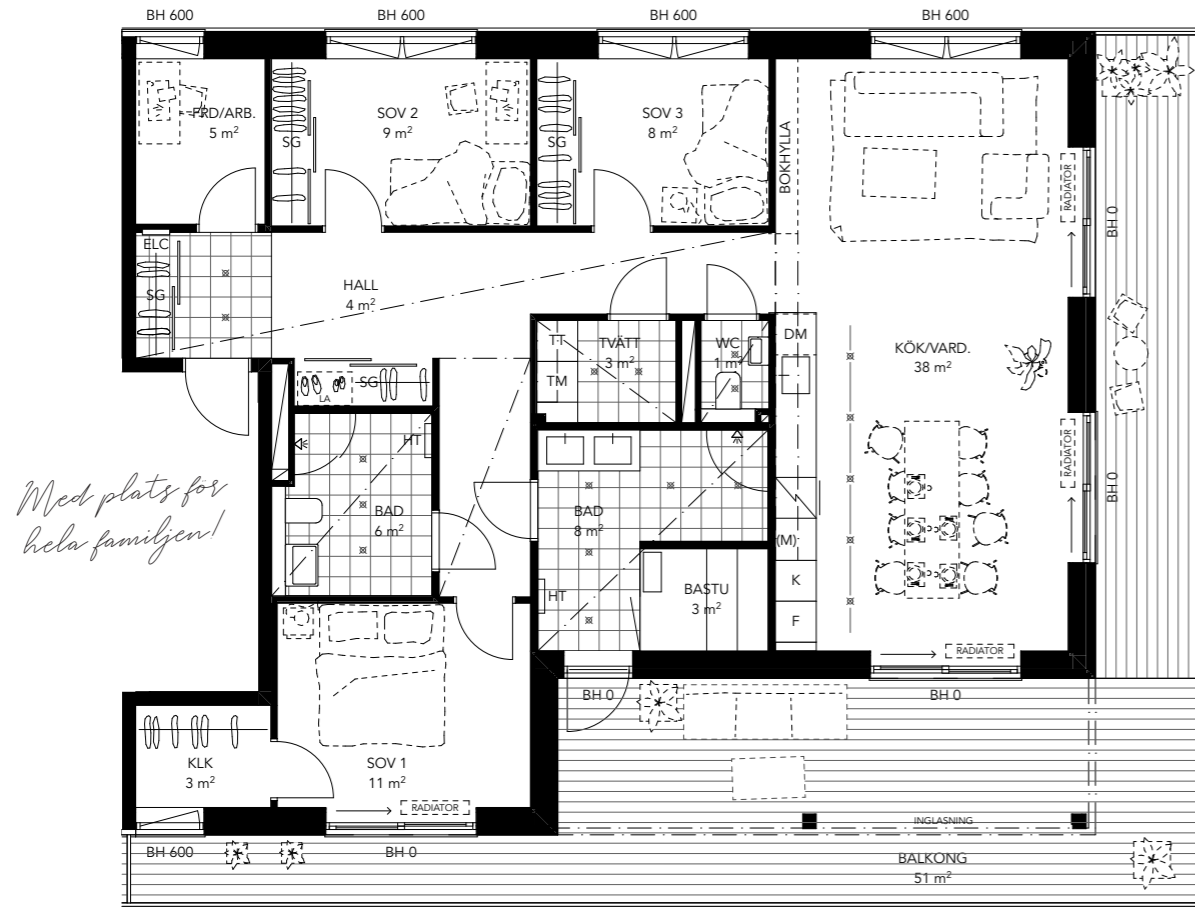 BH 600
BH 600
BH 600
BH 600
FRD/ARB.
5 m²
SG
SOV 2
9 m²
SG
SOV 3
8 m²
BOKHYLLA
RADIATOR
BH 0
ELC
SG
HALL
4 m²
TT
TVÄTT
3 m²
TM
WC
1 m²
DM
KÖK/VARD.
38 m²
SG
LA
HT
BAD
6 m²
BAD
8 m²
HT
(M)
K
F
BASTU
3 m²
RADIATOR
BH 0
Med plats för
hela familjen!
RADIATOR
BH 0
BH 0
KLK
3 m²
SOV 1
11 m²
RADIATOR
INGLASNING
BH 600
BH 0
BALKONG
51 m²